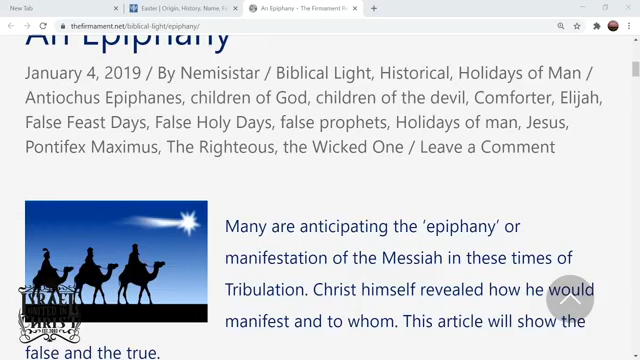 New Tab
Easter | Origin, History, Name, F
An Epiphany - The Firmament R
thefirmament.net/biblical-light/epiphany/
An Epiphany
January 4, 2019 / By Nemisistar / Biblical Light, Historical, Holidays of Man /
Antiochus Epiphanes, children of God, children of the devil, Comforter, Elijah,
False Feast Days, False Holy Days, false prophets, Holidays of man, Jesus,
Pontifex Maximus, The Righteous, the Wicked One / Leave a Comment
Many are anticipating the ‘epiphany’ or
manifestation of the Messiah in these times of
Tribulation. Christ himself revealed how he would
manifest and to whom. This article will show the
false and the true.
ISRAEL
UNITED IN
CHRIST